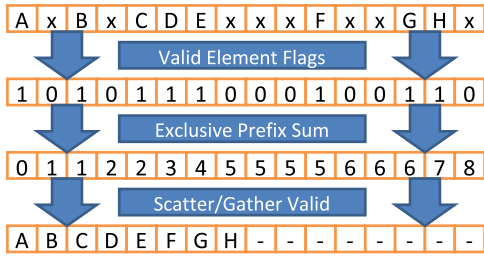 A x B x C D E x x x F x x G H x
Valid Element Flags
1 0 1 0 1 1 1 0 0 0 1 0 0 1 1 0
Exclusive Prefix Sum
0 1 1 2 2 3 4 5 5 5 5 6 6 6 7 8
Scatter/Gather Valid
A B C D E F G H - - - - - - - -